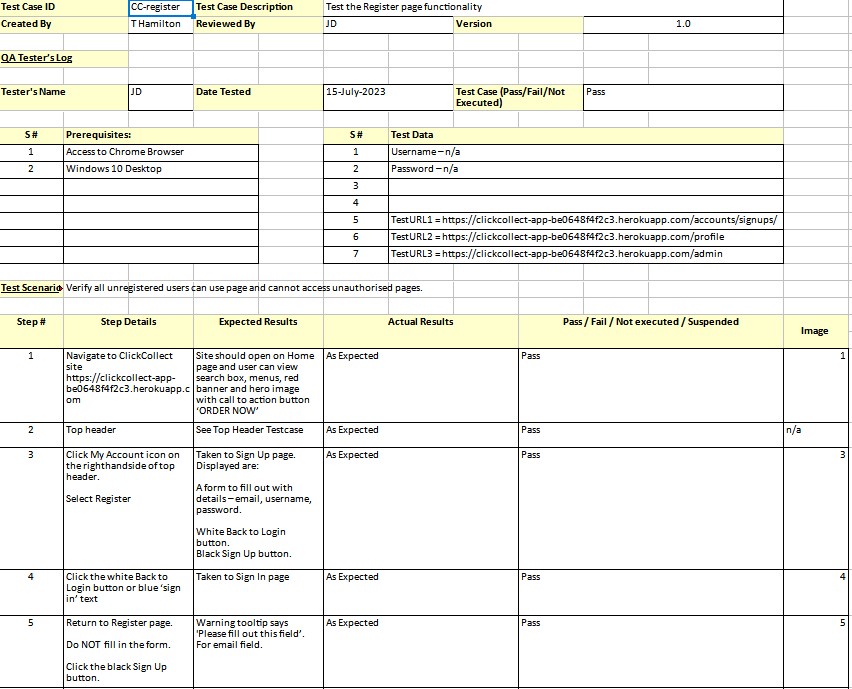 Test Case ID CC-register Test Case Description Test the Register page functionality
Created By T Hamilton Reviewed By JD Version 1.0
QA Tester's Log
Tester's Name JD Date Tested 15-July-2023 Test Case (Pass/Fail/Not Executed) Pass
S # Prerequisites: S # Test Data
1 Access to Chrome Browser 1 Username – n/a
2 Windows 10 Desktop 2 Password – n/a
3
4
5 TestURL1 = https://clickcollect-app-be0648f4f2c3.herokuapp.com/accounts/signups/
6 TestURL2 = https://clickcollect-app-be0648f4f2c3.herokuapp.com/profile
7 TestURL3 = https://clickcollect-app-be0648f4f2c3.herokuapp.com/admin
Test Scenario Verify all unregistered users can use page and cannot access unauthorised pages.
Step # Step Details Expected Results Actual Results Pass / Fail / Not executed / Suspended Image
1
Navigate to ClickCollect
site
https://clickcollect-app-
be0648f4f2c3.herokuapp.c
om
Site should open on Home
page and user can view
search box, menus, red
banner and hero image
with call to action button
'ORDER NOW'
As Expected
Pass
1
2
Top header
See Top Header Testcase
As Expected
Pass
n/a
3
Click My Account icon on
the righthandside of top
header.
Select Register
Taken to Sign Up page.
Displayed are:
A form to fill out with
details – email, username,
password.
White Back to Login
button.
Black Sign Up button.
As Expected
Pass
3
4
Click the white Back to
Login button or blue 'sign
in' text
Taken to Sign In page
As Expected
Pass
4
5
Return to Register page.
Do NOT fill in the form.
Click the black Sign Up
button.
Warning tooltip says
'Please fill out this field'.
For email field.
As Expected
Pass
5